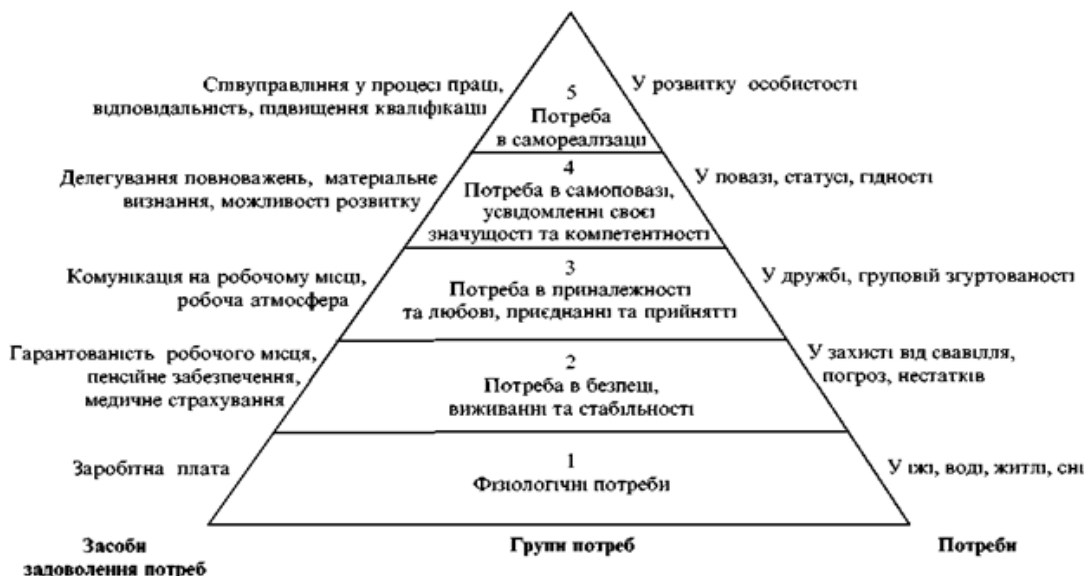 Співуправління у процесі праці,
відповідальність, підвищення кваліфікації
5
Потреба
в самореалізації
У розвитку особистості
Делегування повноважень, матеріальне
визнання, можливості розвитку
4
Потреба в самоповазі,
усвідомленні своєї
значущості та компетентності
У повазі, статусі, гідності
Комунікація на робочому місці,
робоча атмосфера
3
Потреба в приналежності
та любові, приєднанні та прийнятті
У дружбі, груповій згуртованості
Гарантованість робочого місця,
пенсійне забезпечення,
медичне страхування
2
Потреба в безпеці,
виживанні та стабільності
У захисті від свавілля,
погроз, нестатків
Заробітна плата
1
Фізіологічні потреби
У їжі, воді, житлі, сні
Засоби
задоволення потреб
Групи потреб
Потреби